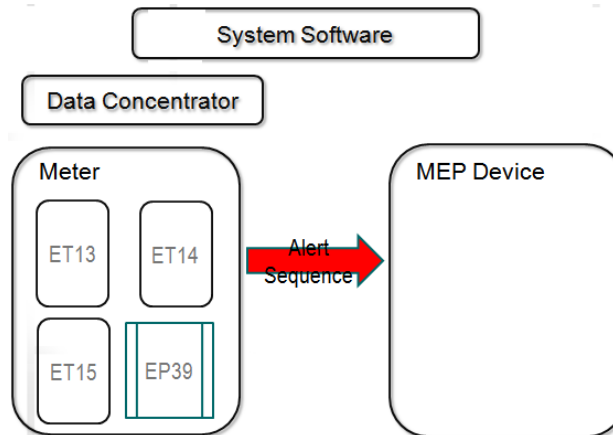 System Software
Data Concentrator
Meter
MEP Device
ET13
ET14
Alert
Sequence
ET15
EP39